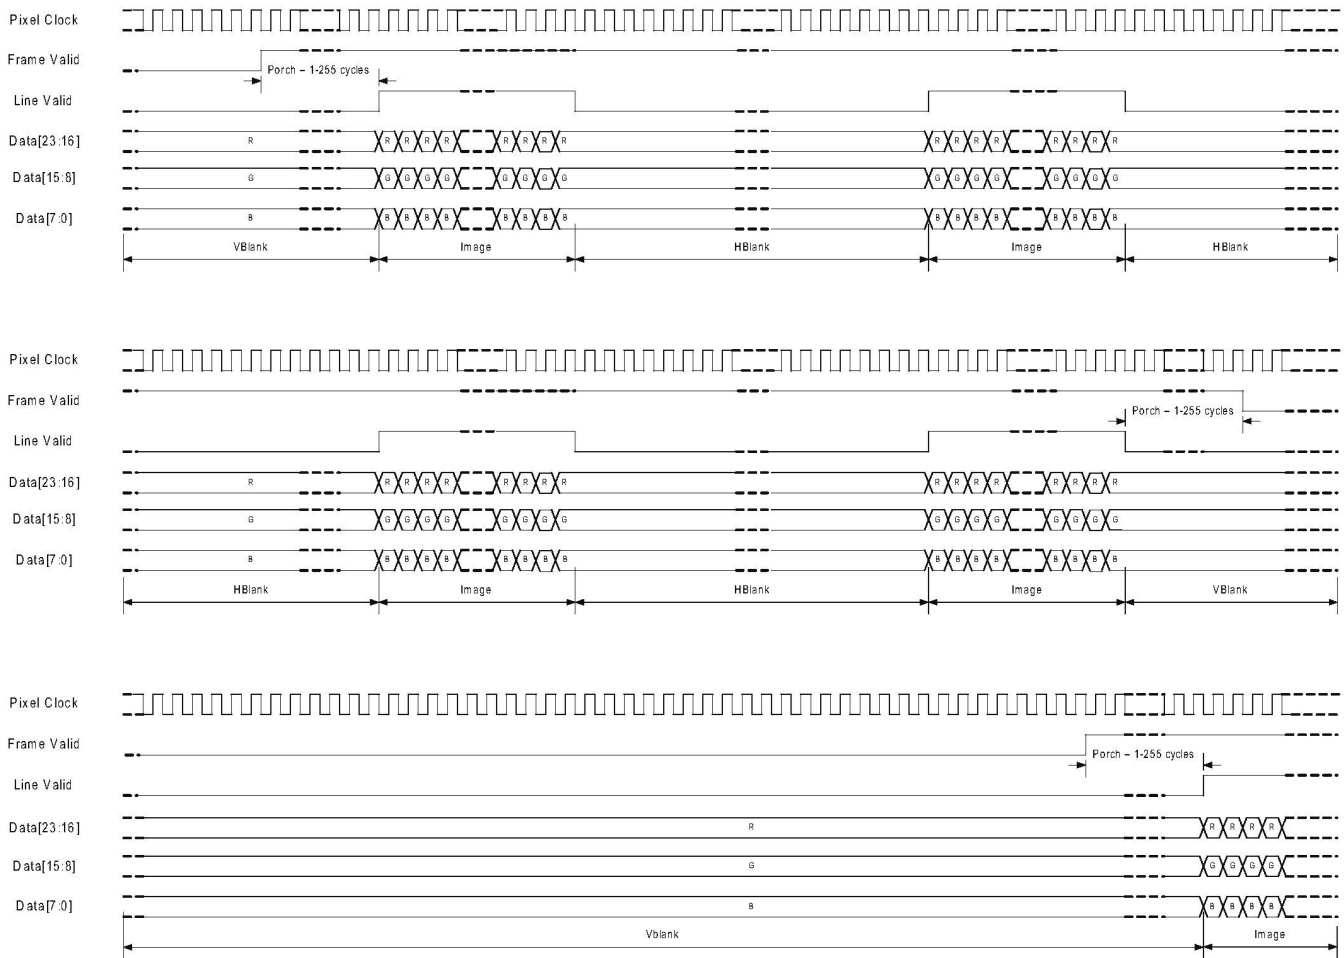 Pixel Clock
Frame Valid
Porch – 1-255 cycles
Line Valid
Data[23:16] R R R R R R R R R R R R R R R R R
Data[15:8] G G G G G G G G G G G G G G G G G
Data[7:0] B B B B B B B B B B B B B B B B B
VBlank Image HBlank Image HBlank
Pixel Clock
Frame Valid
Porch – 1-255 cycles
Line Valid
Data[23:16] R R R R R R R R R R R R R R R R R
Data[15:8] G G G G G G G G G G G G G G G G G
Data[7:0] B B B B B B B B B B B B B B B B B
HBlank Image HBlank Image VBlank
Pixel Clock
Frame Valid
Porch – 1-255 cycles
Line Valid
Data[23:16] R R R R R
Data[15:8] G G G G G
Data[7:0] B B B B B
Vblank Image